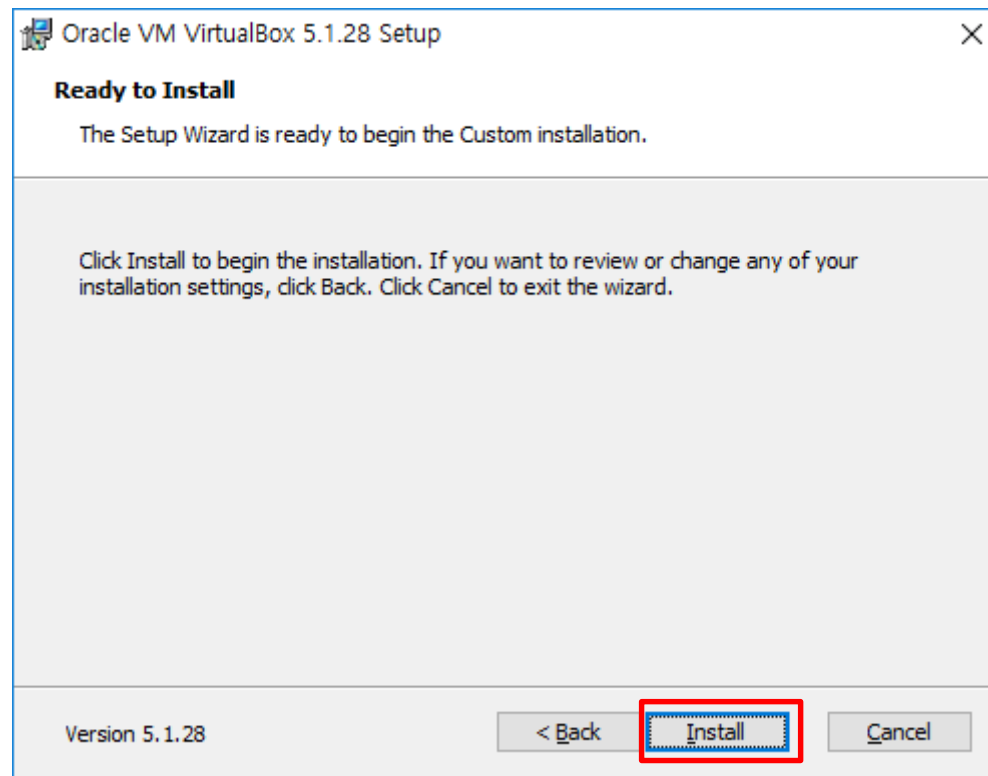 Oracle VM VirtualBox 5.1.28 Setup
Ready to Install
The Setup Wizard is ready to begin the Custom installation.
Click Install to begin the installation. If you want to review or change any of your
installation settings, click Back. Click Cancel to exit the wizard.
Version 5.1.28
< Back
Install
Cancel